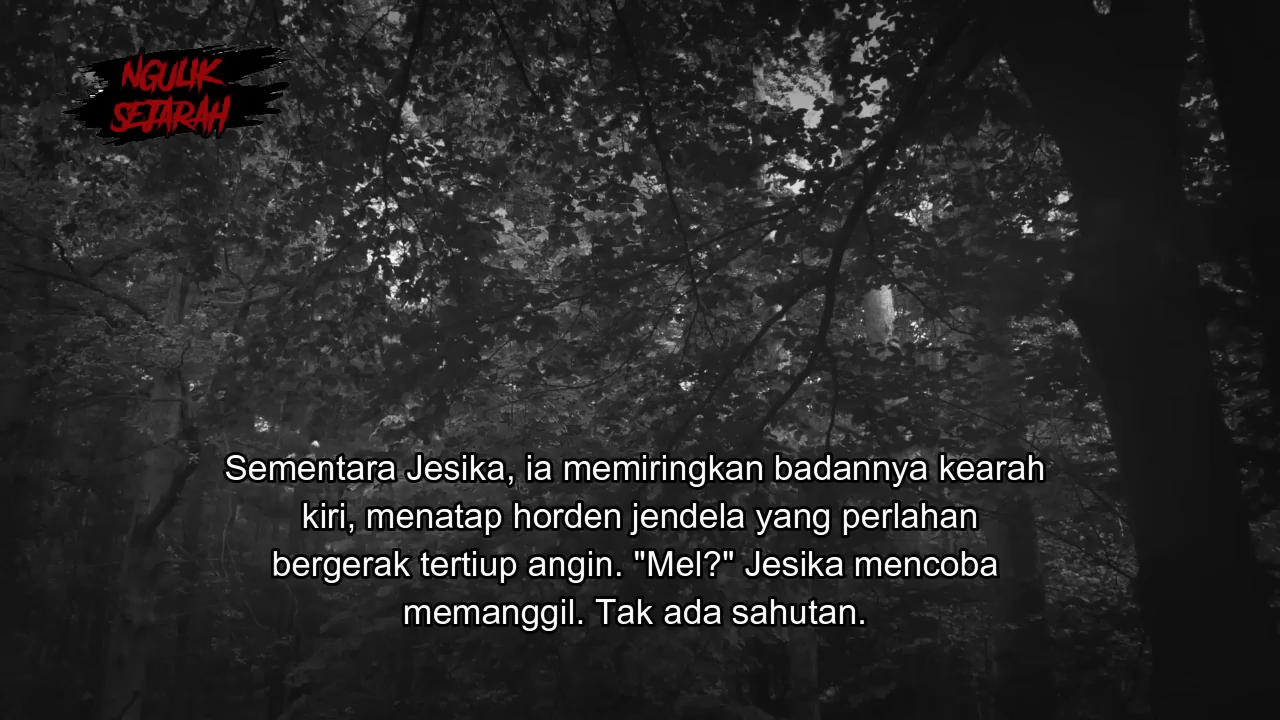 NGULIK
SEJARAH
Sementara Jesika, ia memiringkan badannya kearah
kiri, menatap horden jendela yang perlahan
bergerak tertiup angin. "Mel?" Jesika mencoba
memanggil. Tak ada sahutan.